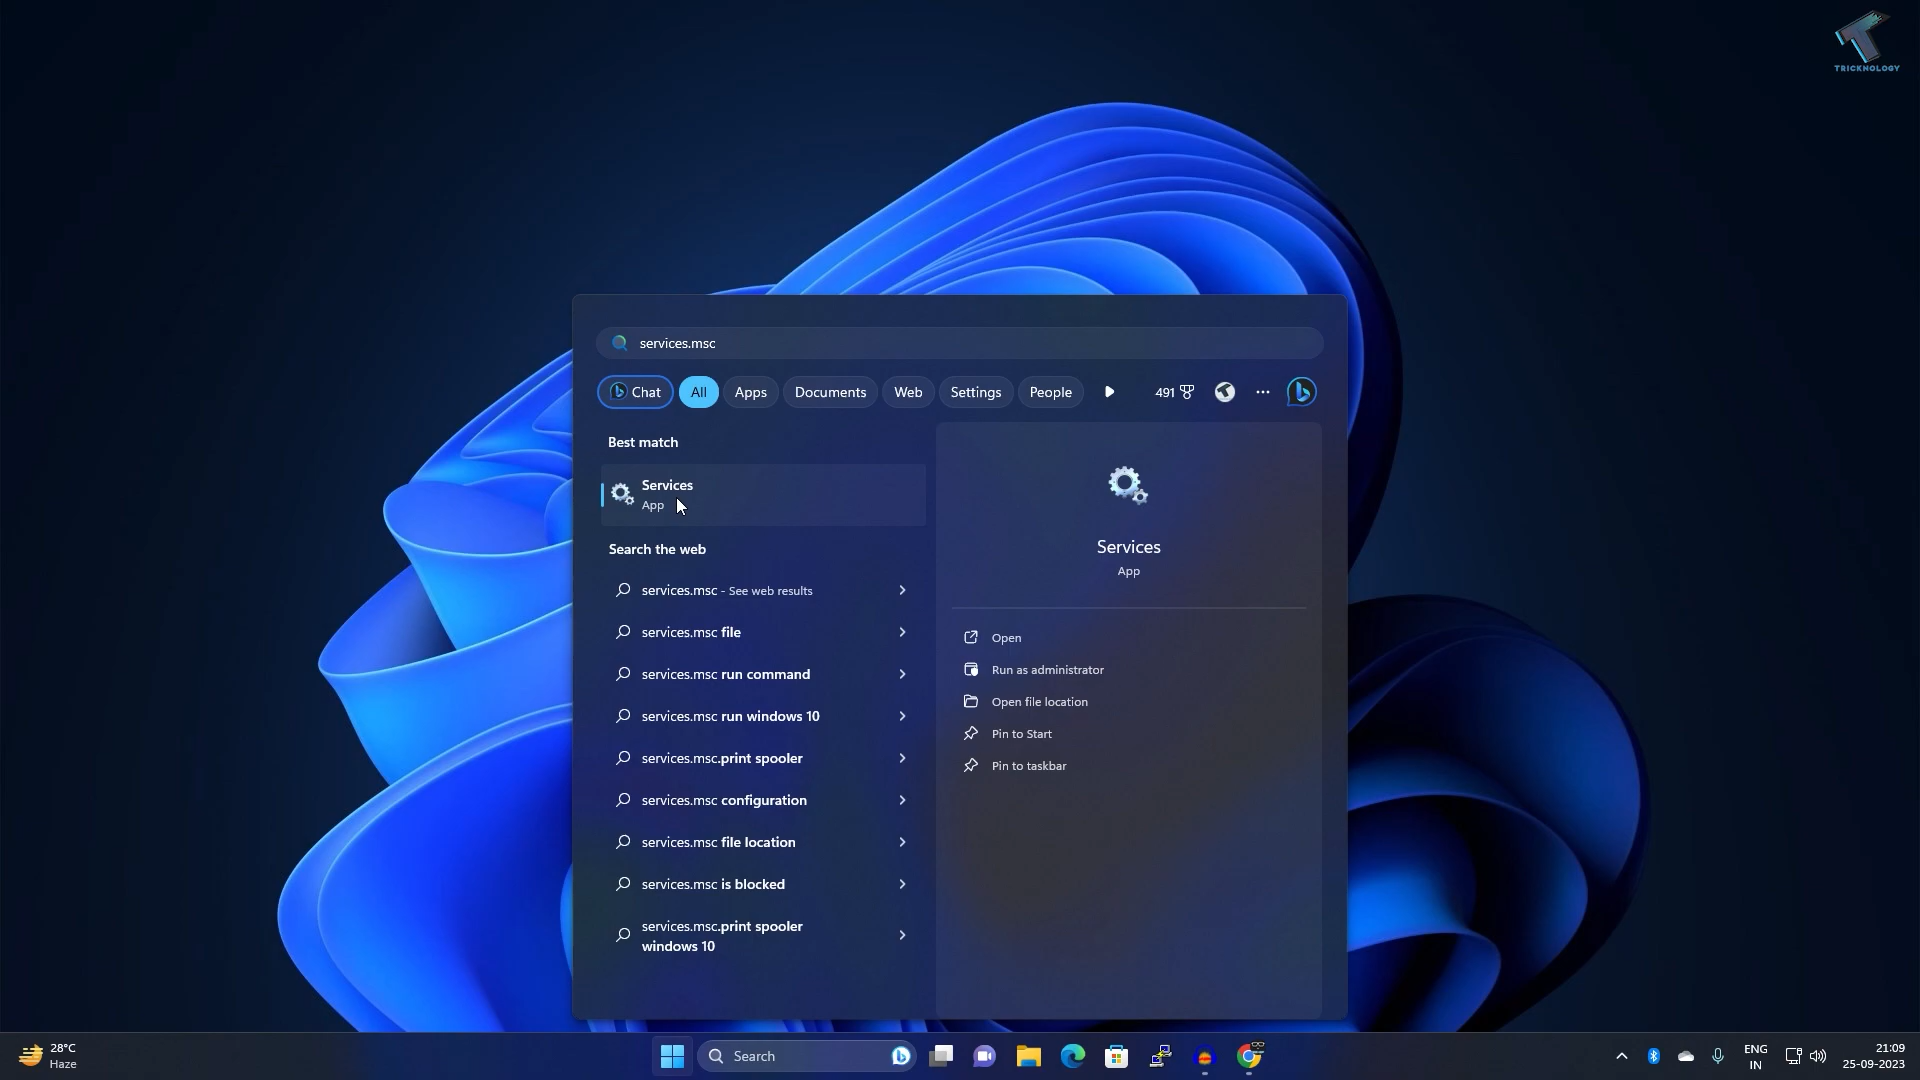 TRICKNOLOGY
services.msc
Chat All Apps Documents Web Settings People 491
Best match
Services
App
Search the web
services.msc - See web results
services.msc file
services.msc run command
services.msc run windows 10
services.msc.print spooler
services.msc configuration
services.msc file location
services.msc is blocked
services.msc.print spooler
windows 10
Services
App
Open
Run as administrator
Open file location
Pin to Start
Pin to taskbar
28°C
Haze
Search
ENG
IN
21:09
25-09-2023